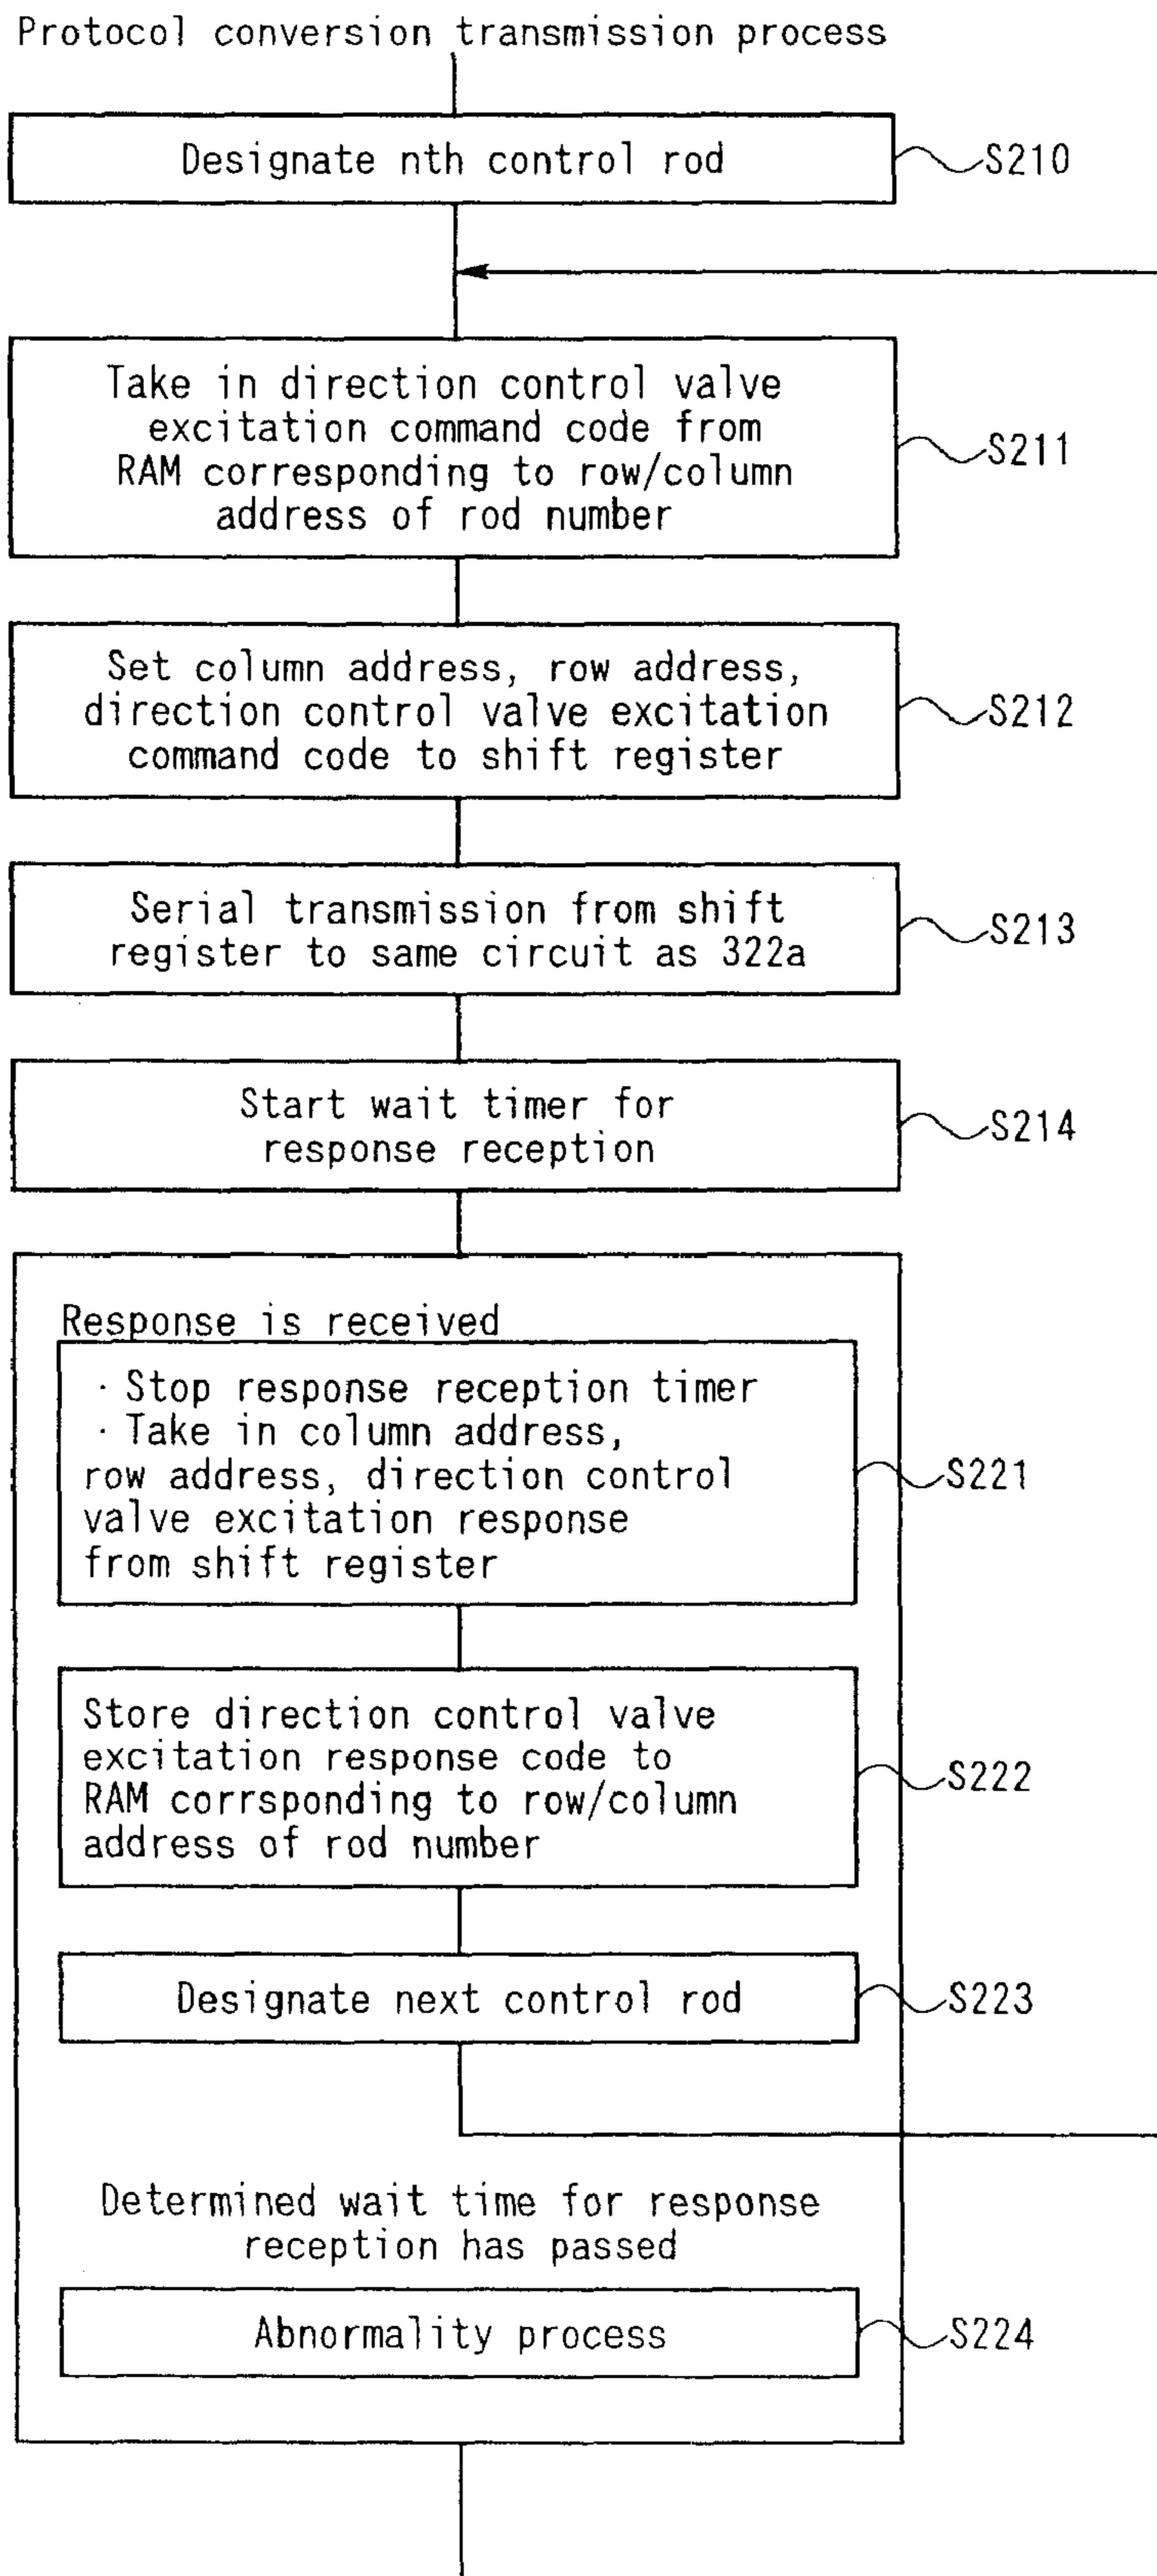 Protocol conversion transmission process
Designate nth control rod
S210
Take in direction control valve
excitation command code from
RAM corresponding to row/column
address of rod number
S211
Set column address, row address,
direction control valve excitation
command code to shift register
S212
Serial transmission from shift
register to same circuit as 322a
S213
Start wait timer for
response reception
S214
Response is received
· Stop response reception timer
· Take in column address,
row address, direction control
valve excitation response
from shift register
S221
Store direction control valve
excitation response code to
RAM corrsponding to row/column
address of rod number
S222
Designate next control rod
S223
Determined wait time for response
reception has passed
Abnormality process
S224